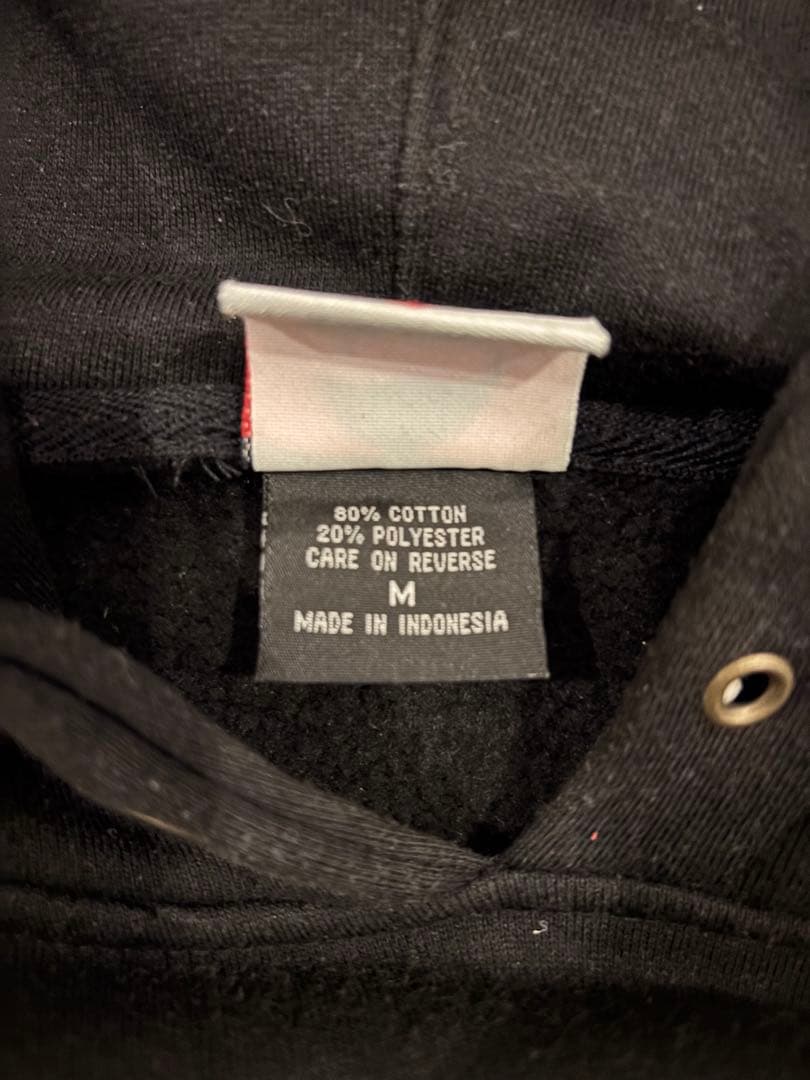 80% COTTON
20% POLYESTER
CARE ON REVERSE
M
MADE IN INDONESIA